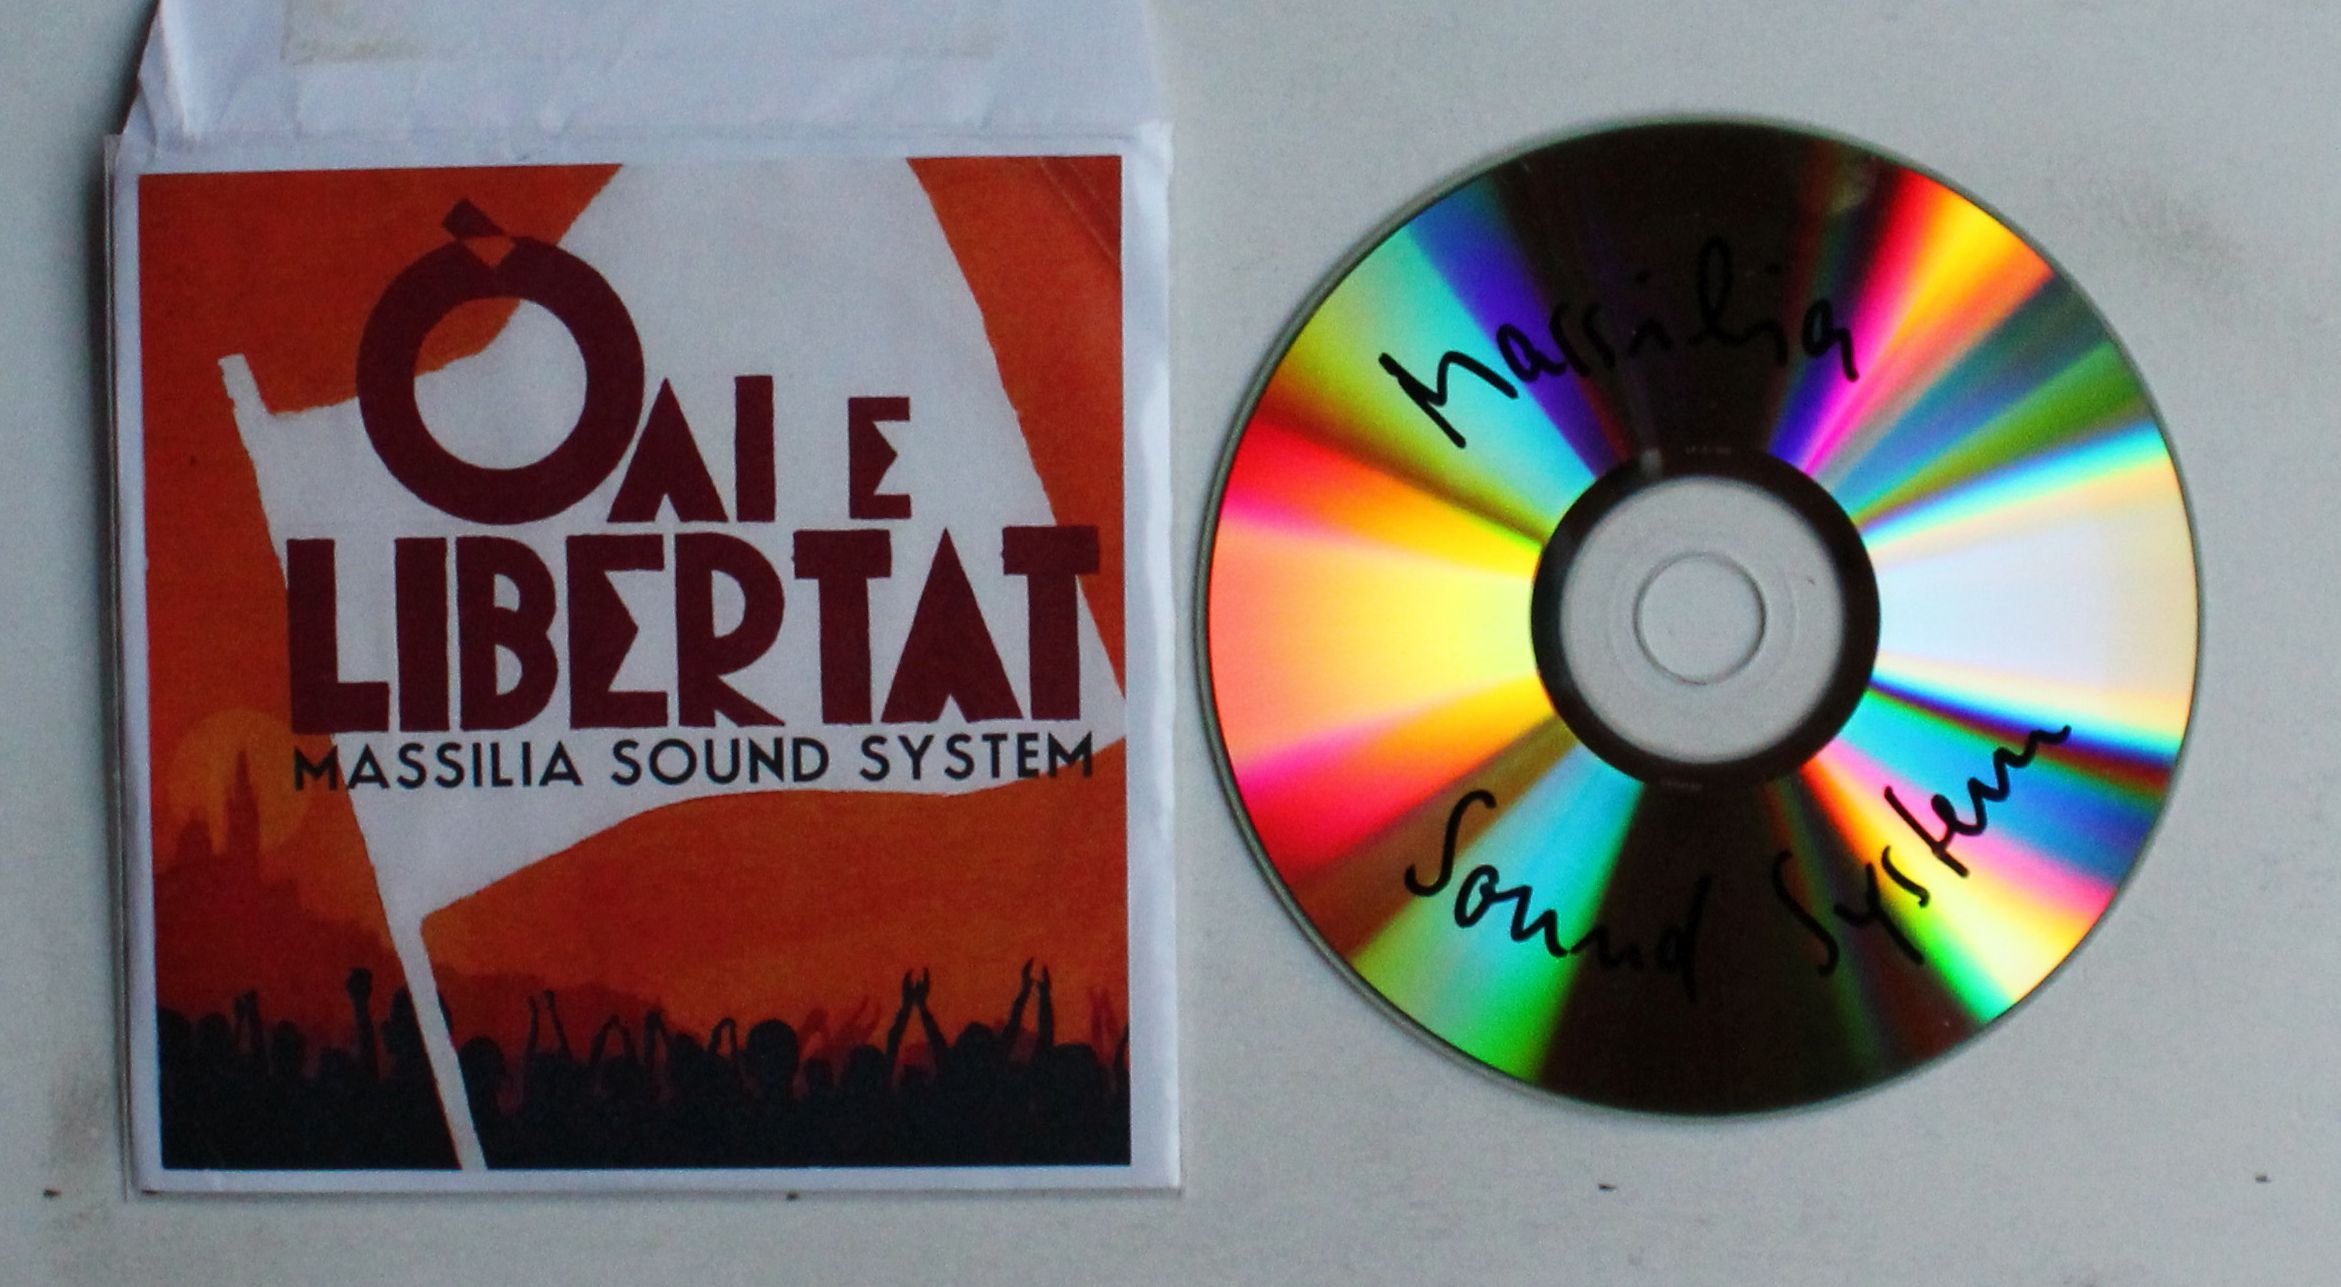 Òai e
LIBERTAT
MASSILIA SOUND SYSTEM
Massilia
Sound System